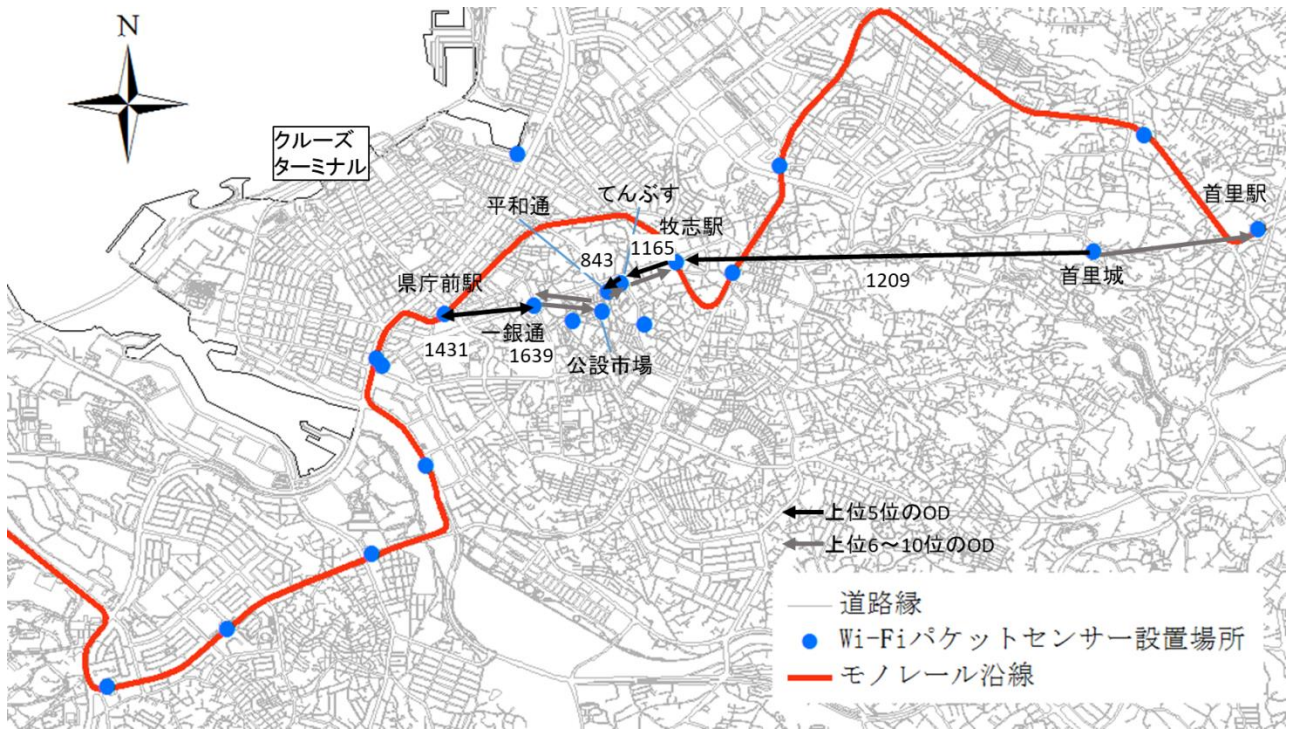 N
クルーズ
ターミナル
てんぶす
平和通
牧志駅
1165
843
首里駅
県庁前駅
首里城
1209
一銀通
1431
1639
公設市場
上位5位のOD
上位6～10位のOD
道路縁
Wi-Fiパケットセンサー設置場所
モノレール沿線